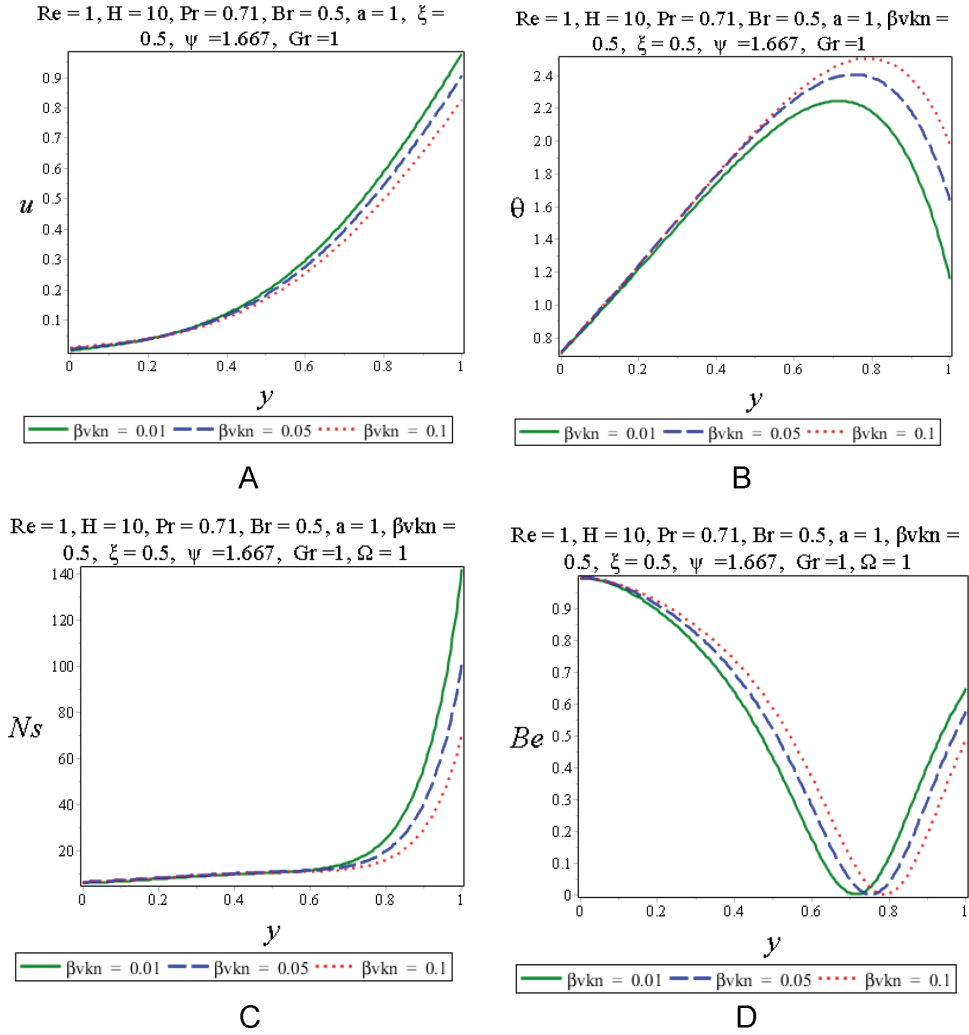 Re = 1, H = 10, Pr = 0.71, Br = 0.5, a = 1, ξ =
0.5, ψ =1.667, Gr =1
u
0.9
0.8
0.7
0.6
0.5
0.4
0.3
0.2
0.1
0 0.2 0.4 0.6 0.8 1
y
βvkn = 0.01 βvkn = 0.05 βvkn = 0.1
A
Re = 1, H = 10, Pr = 0.71, Br = 0.5, a = 1, βvkn =
0.5, ξ = 0.5, ψ = 1.667, Gr =1
θ
2.4
2.2
2.0
1.8
1.6
1.4
1.2
1.0
0.8
0 0.2 0.4 0.6 0.8 1
y
βvkn = 0.01 βvkn = 0.05 βvkn = 0.1
B
Re = 1, H = 10, Pr = 0.71, Br = 0.5, a = 1, βvkn =
0.5, ξ = 0.5, ψ =1.667, Gr =1, Ω = 1
Ns
140
120
100
80
60
40
20
0 0.2 0.4 0.6 0.8 1
y
βvkn = 0.01 βvkn = 0.05 βvkn = 0.1
C
Re = 1, H = 10, Pr = 0.71, Br = 0.5, a = 1, βvkn =
0.5, ξ = 0.5, ψ =1.667, Gr =1, Ω = 1
Be
0.9
0.8
0.7
0.6
0.5
0.4
0.3
0.2
0.1
0
0 0.2 0.4 0.6 0.8 1
y
βvkn = 0.01 βvkn = 0.05 βvkn = 0.1
D